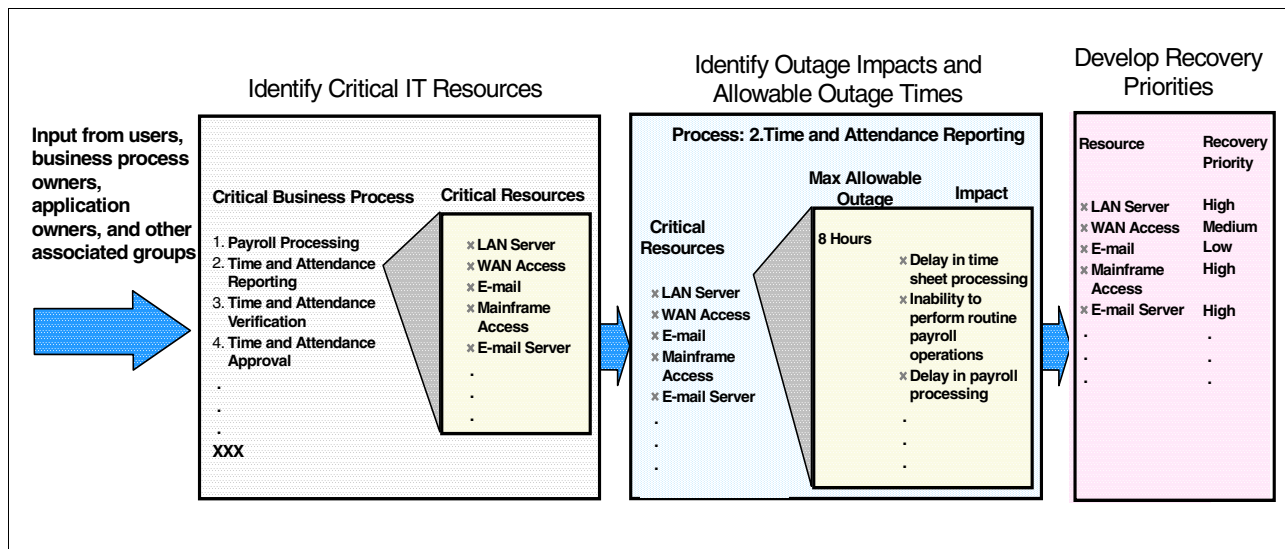 Identify Critical IT Resources
Identify Outage Impacts and
Allowable Outage Times
Develop Recovery
Priorities
Input from users,
business process
owners,
application
owners, and other
associated groups
Critical Business Process
1. Payroll Processing
2. Time and Attendance
Reporting
3. Time and Attendance
Verification
4. Time and Attendance
Approval
.
.
.
XXX
Critical Resources
× LAN Server
× WAN Access
× E-mail
× Mainframe
Access
× E-mail Server
.
.
.
Process: 2.Time and Attendance Reporting
Critical
Resources
× LAN Server
× WAN Access
× E-mail
× Mainframe
Access
× E-mail Server
.
.
.
Max Allowable
Outage
Impact
8 Hours
× Delay in time
sheet processing
× Inability to
perform routine
payroll
operations
× Delay in payroll
processing
.
.
.
Resource Recovery
Priority
× LAN Server High
× WAN Access Medium
× E-mail Low
× Mainframe High
Access
× E-mail Server High
. .
. .
. .